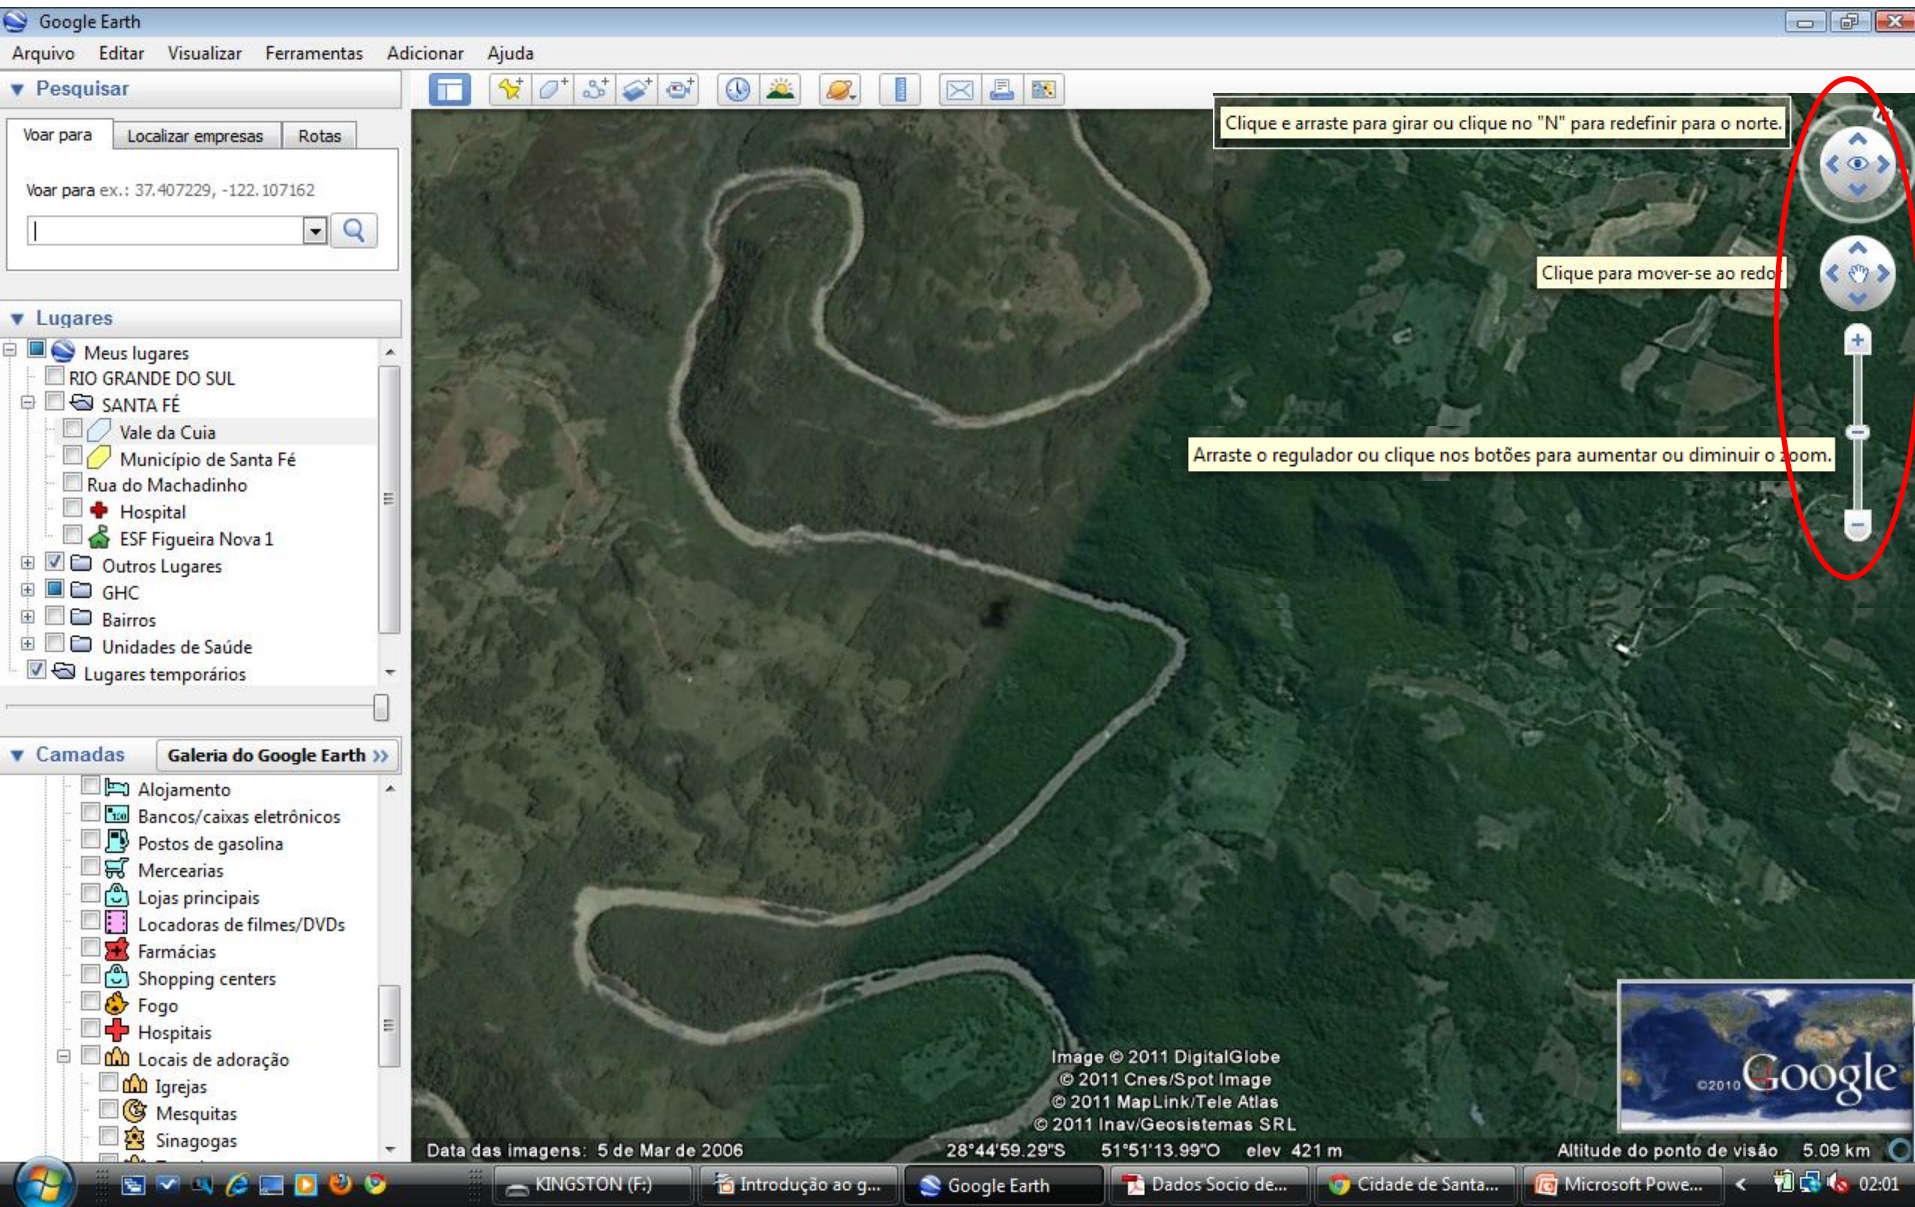 Google Earth
Arquivo Editar Visualizar Ferramentas Adicionar Ajuda
Pesquisar
Voar para Localizar empresas Rotas
Voar para ex.: 37.407229, -122.107162
Lugares
Meus lugares
RIO GRANDE DO SUL
SANTA FÉ
Vale da Cuia
Município de Santa Fé
Rua do Machadinho
Hospital
ESF Figueira Nova 1
Outros Lugares
GHC
Bairros
Unidades de Saúde
Lugares temporários
Camadas Galeria do Google Earth >>
Alojamento
Bancos/caixas eletrônicos
Postos de gasolina
Mercearias
Lojas principais
Locadoras de filmes/DVDs
Farmácias
Shopping centers
Fogo
Hospitais
Locais de adoração
Igrejas
Mesquitas
Sinagogas
Clique e arraste para girar ou clique no "N" para redefinir para o norte.
Clique para mover-se ao redor
Arraste o regulador ou clique nos botões para aumentar ou diminuir o zoom.
Image © 2011 DigitalGlobe
© 2011 Cnes/Spot Image
© 2011 MapLink/Tele Atlas
© 2011 Inav/Geosistemas SRL
©2010 Google
Data das imagens: 5 de Mar de 2006 28°44'59.29"S 51°51'13.99"O elev 421 m Altitude do ponto de visão 5.09 km
KINGSTON (F:) Introdução ao g... Google Earth Dados Socio de... Cidade de Santa... Microsoft Powe... 02:01